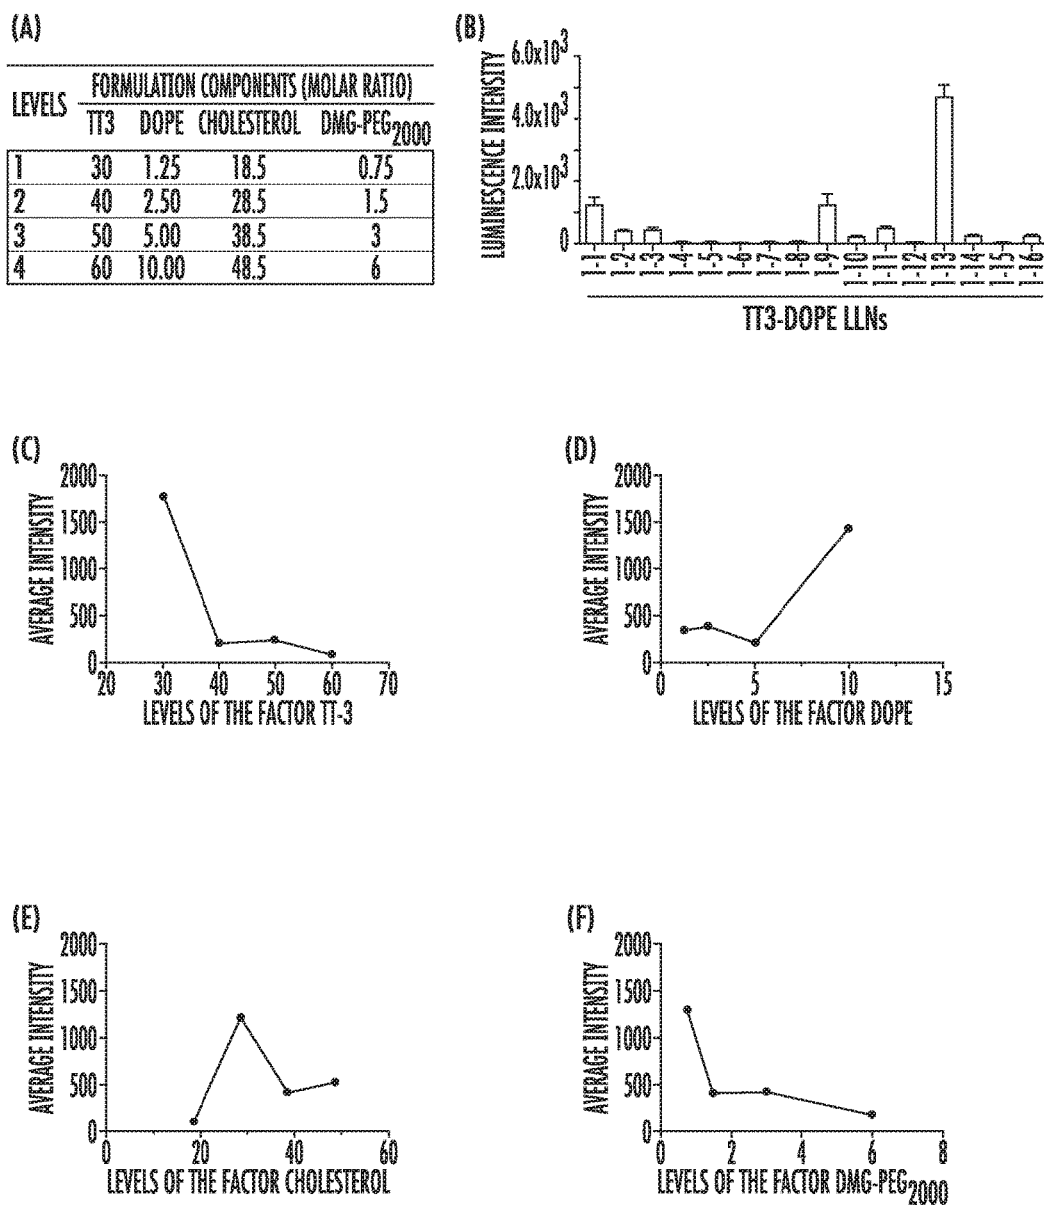 (A)
LEVELS
FORMULATION COMPONENTS (MOLAR RATIO)
TT3 DOPE CHOLESTEROL DMG-PEG2000
1 30 1.25 18.5 0.75
2 40 2.50 28.5 1.5
3 50 5.00 38.5 3
4 60 10.00 48.5 6
(B)
LUMINESCENCE INTENSITY
6.0x10³
4.0x10³
2.0x10³
0
1-1 1-2 1-3 1-4 1-5 1-6 1-7 1-8 1-9 1-10 1-11 1-12 1-13 1-14 1-15 1-16
TT3-DOPE LLNs
(C)
AVERAGE INTENSITY
2000
1500
1000
500
0
20 30 40 50 60 70
LEVELS OF THE FACTOR TT-3
(D)
AVERAGE INTENSITY
2000
1500
1000
500
0
0 5 10 15
LEVELS OF THE FACTOR DOPE
(E)
AVERAGE INTENSITY
2000
1500
1000
500
0
0 20 40 60
LEVELS OF THE FACTOR CHOLESTEROL
(F)
AVERAGE INTENSITY
2000
1500
1000
500
0
0 2 4 6 8
LEVELS OF THE FACTOR DMG-PEG2000